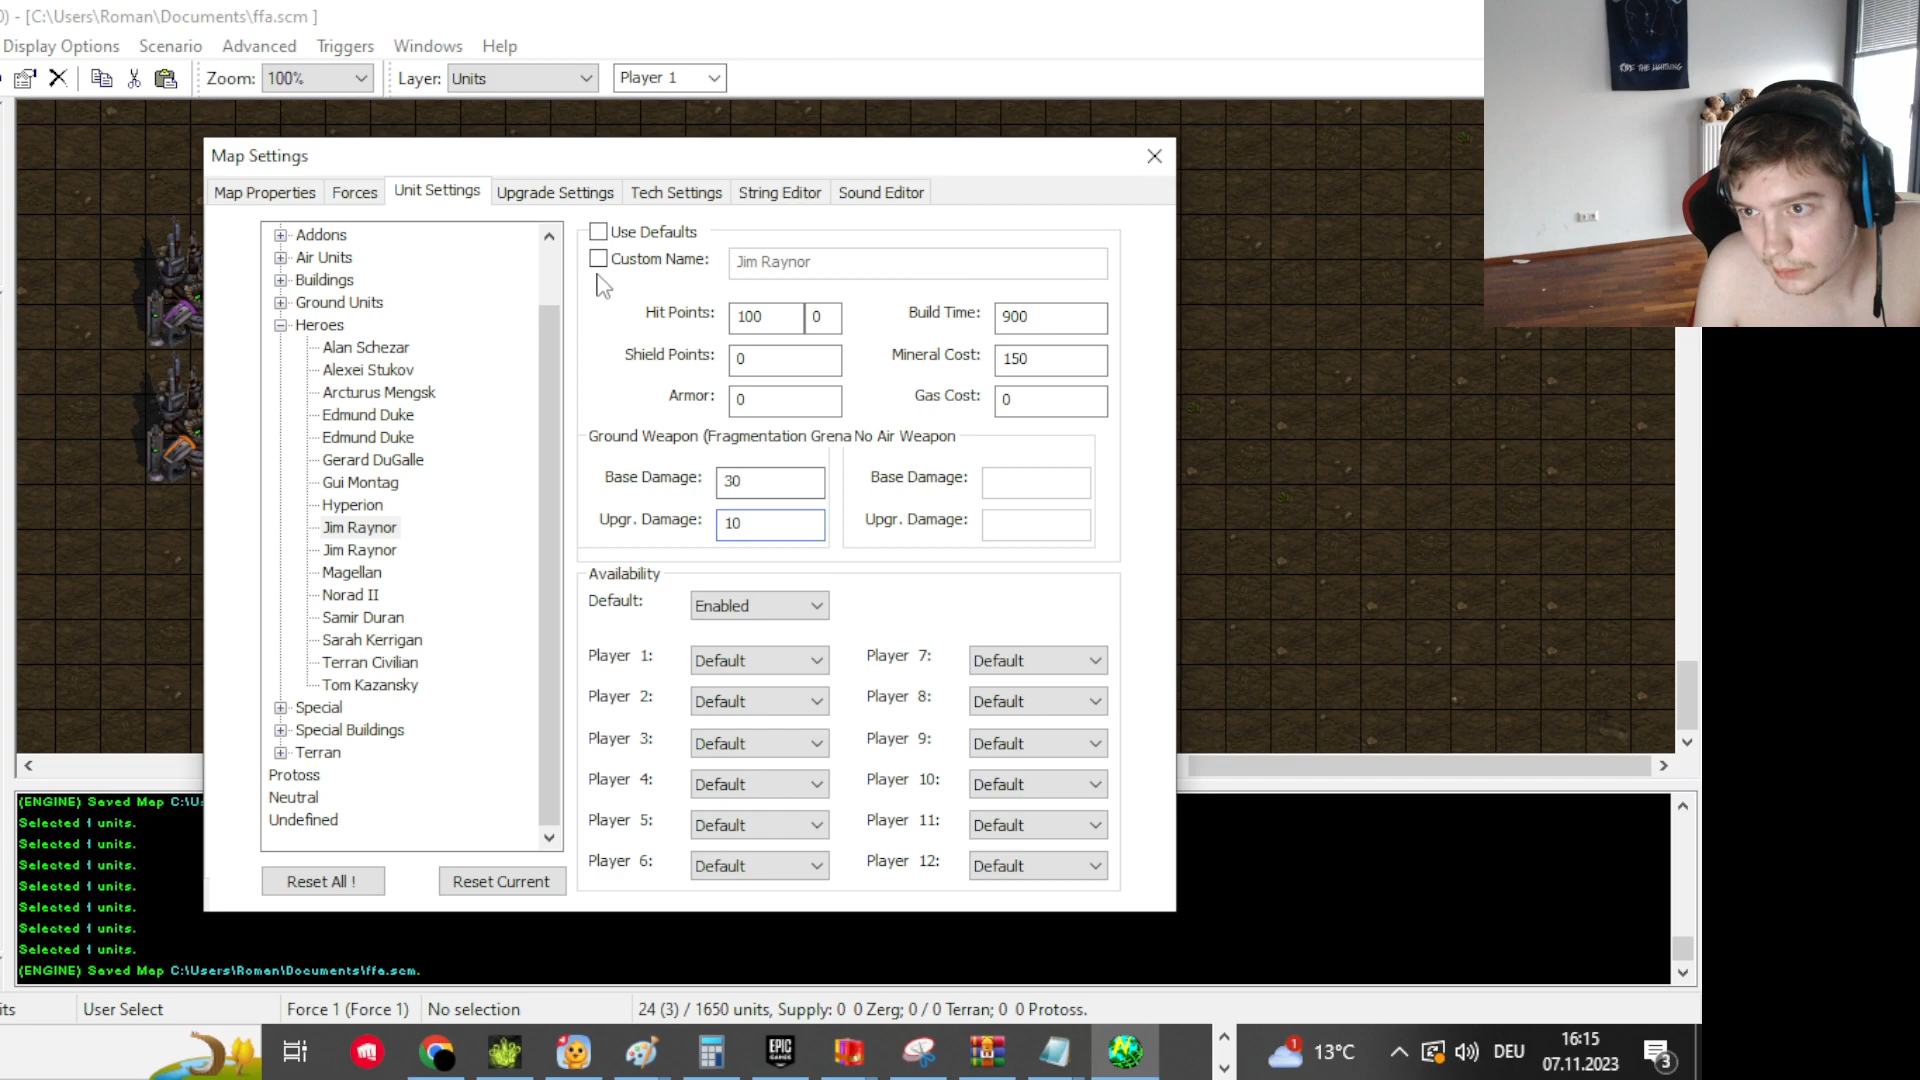 0) - [C:\Users\Roman\Documents\ffa.scm ]
Display Options Scenario Advanced Triggers Windows Help
Zoom: 100% Layer: Units Player 1
Map Settings
Map Properties Forces Unit Settings Upgrade Settings Tech Settings String Editor Sound Editor
Addons
Air Units
Buildings
Ground Units
Heroes
Alan Schezar
Alexei Stukov
Arcturus Mengsk
Edmund Duke
Edmund Duke
Gerard DuGalle
Gui Montag
Hyperion
Jim Raynor
Jim Raynor
Magellan
Norad II
Samir Duran
Sarah Kerrigan
Terran Civilian
Tom Kazansky
Special
Special Buildings
Terran
Protoss
Neutral
Undefined
Reset All ! Reset Current
Use Defaults
Custom Name: Jim Raynor
Hit Points: 100 0 Build Time: 900
Shield Points: 0 Mineral Cost: 150
Armor: 0 Gas Cost: 0
Ground Weapon (Fragmentation Grena No Air Weapon
Base Damage: 30 Base Damage:
Upgr. Damage: 10 Upgr. Damage:
Availability
Default: Enabled
Player 1: Default Player 7: Default
Player 2: Default Player 8: Default
Player 3: Default Player 9: Default
Player 4: Default Player 10: Default
Player 5: Default Player 11: Default
Player 6: Default Player 12: Default
(ENGINE) Saved Map C:\Us
Selected 1 units.
Selected 1 units.
Selected 1 units.
Selected 1 units.
Selected 1 units.
Selected 1 units.
Selected 1 units.
(ENGINE) Saved Map C:\Users\Roman\Documents\ffa.scm.
its User Select Force 1 (Force 1) No selection 24 (3) / 1650 units, Supply: 0 0 Zerg; 0 / 0 Terran; 0 0 Protoss.
EPIC GAMES
1 13°C DEU 16:15 07.11.2023 3
RIDE THE LIGHTNING